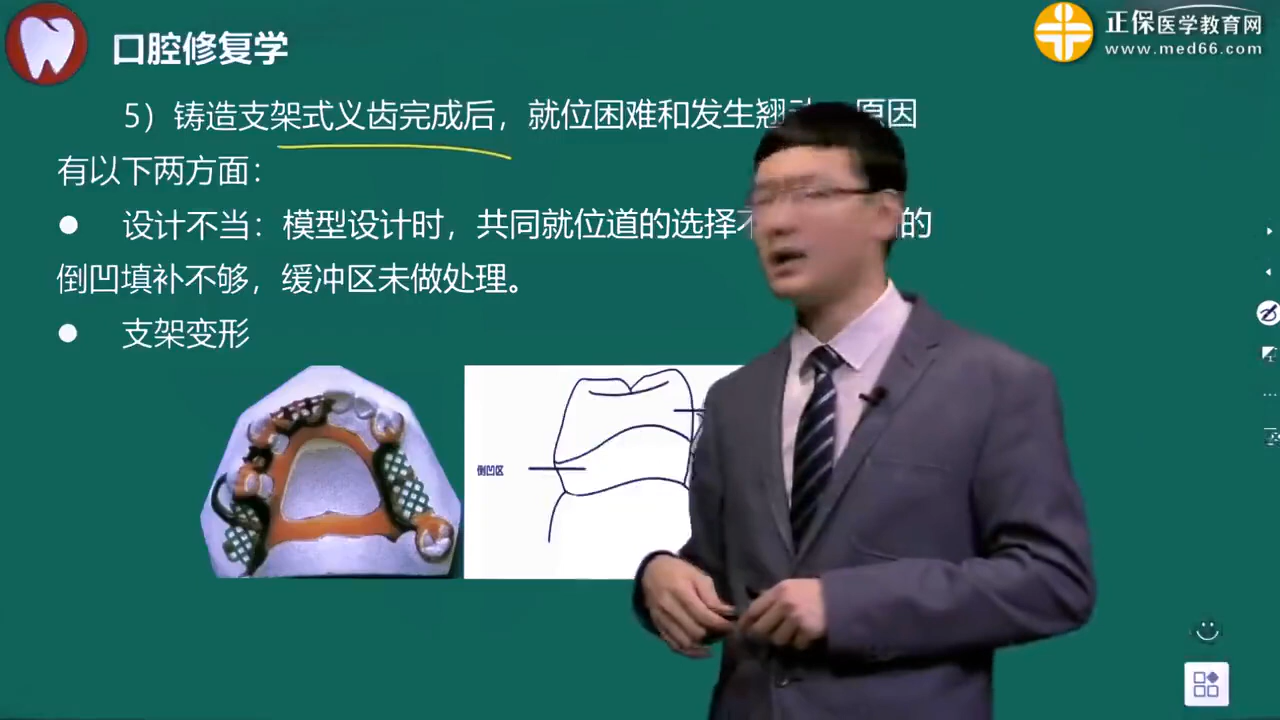 口腔修复学
正保医学教育网
www.med66.com
5）铸造支架式义齿完成后，就位困难和发生翘 原因
有以下两方面：
● 设计不当：模型设计时，共同就位道的选择 的
倒凹填补不够，缓冲区未做处理。
● 支架变形
倒凹区